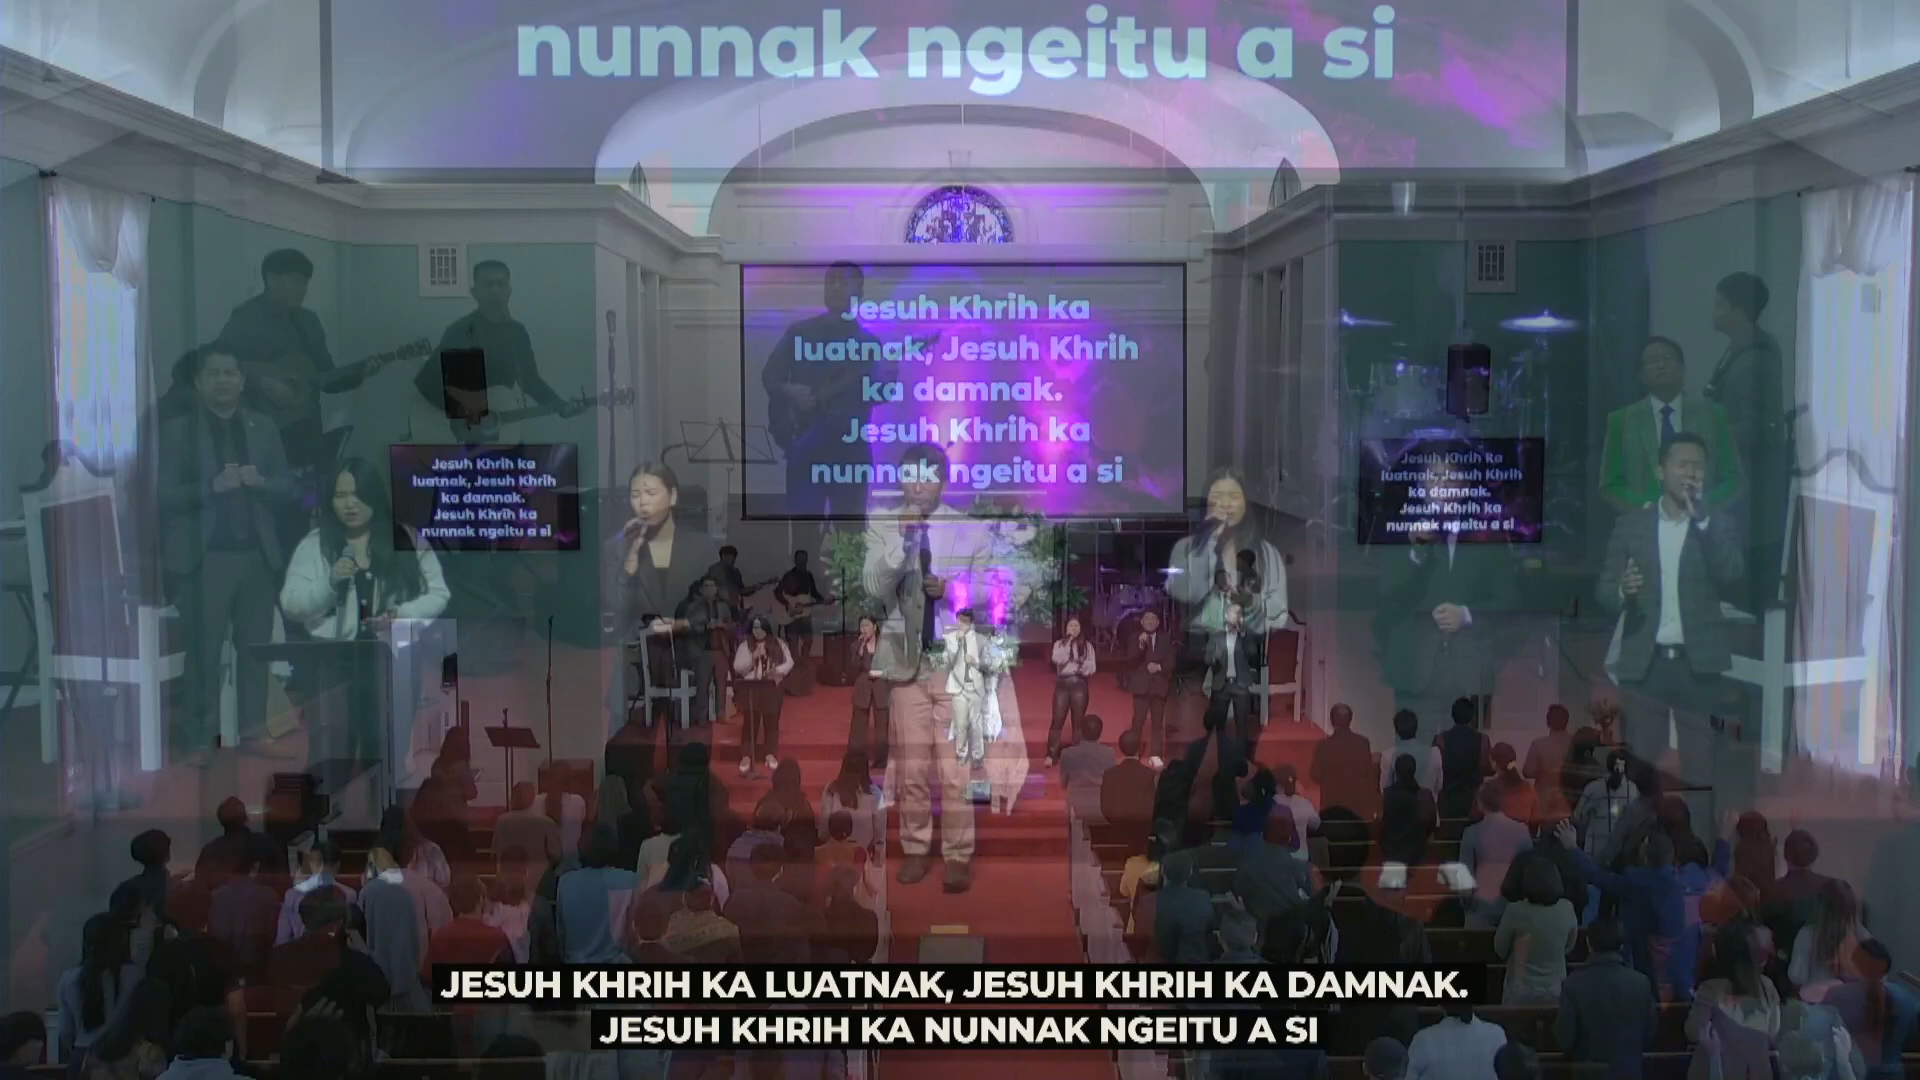 nunnak ngeitu a si
Jesuh Khrih ka
luatnak, Jesuh Khrih
ka damnak.
Jesuh Khrih ka
nunnak ngeitu a si
Jesuh Khrih ka
luatnak, Jesuh Khrih
ka damnak.
Jesuh Khrih ka
nunnak ngeitu a si
Jesuh Khrih ka
luatnak, Jesuh Khrih
ka damnak.
Jesuh Khrih ka
nunnak ngeitu a si
JESUH KHRIH KA LUATNAK, JESUH KHRIH KA DAMNAK.
JESUH KHRIH KA NUNNAK NGEITU A SI